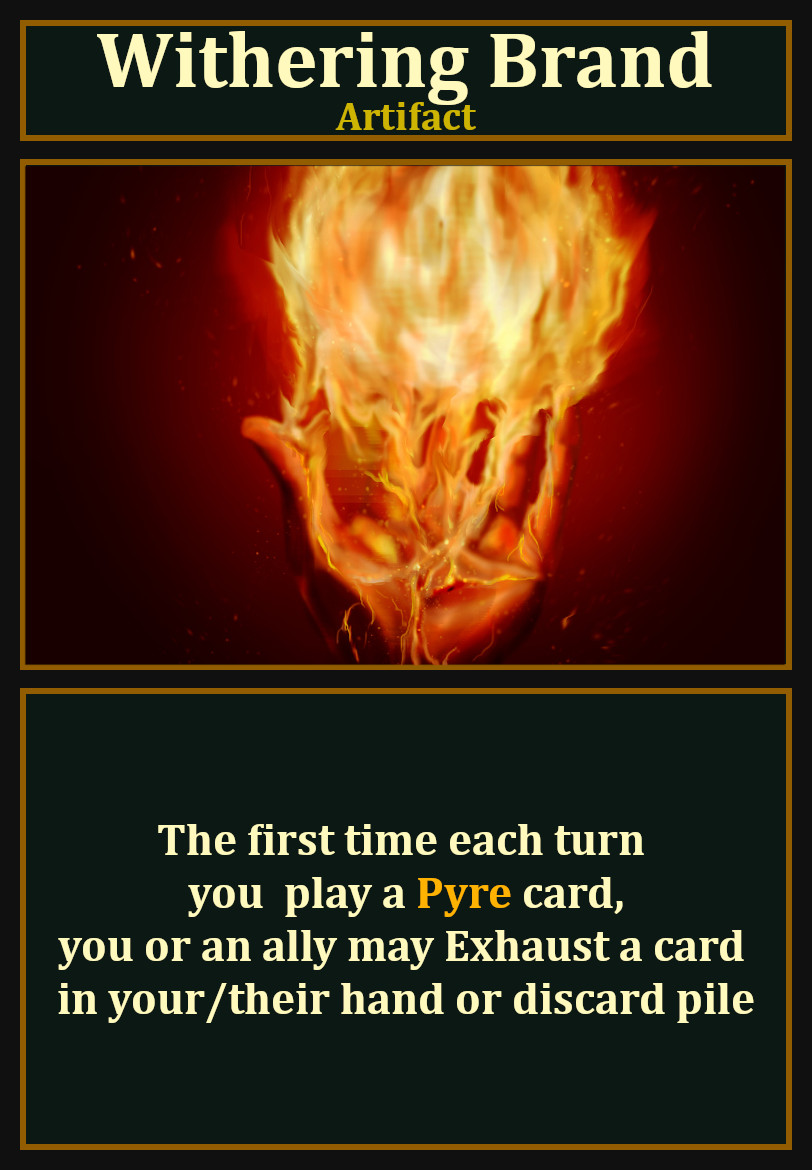 Withering Brand
Artifact
The first time each turn
you  play a Pyre card,
you or an ally may Exhaust a card
in your/their hand or discard pile